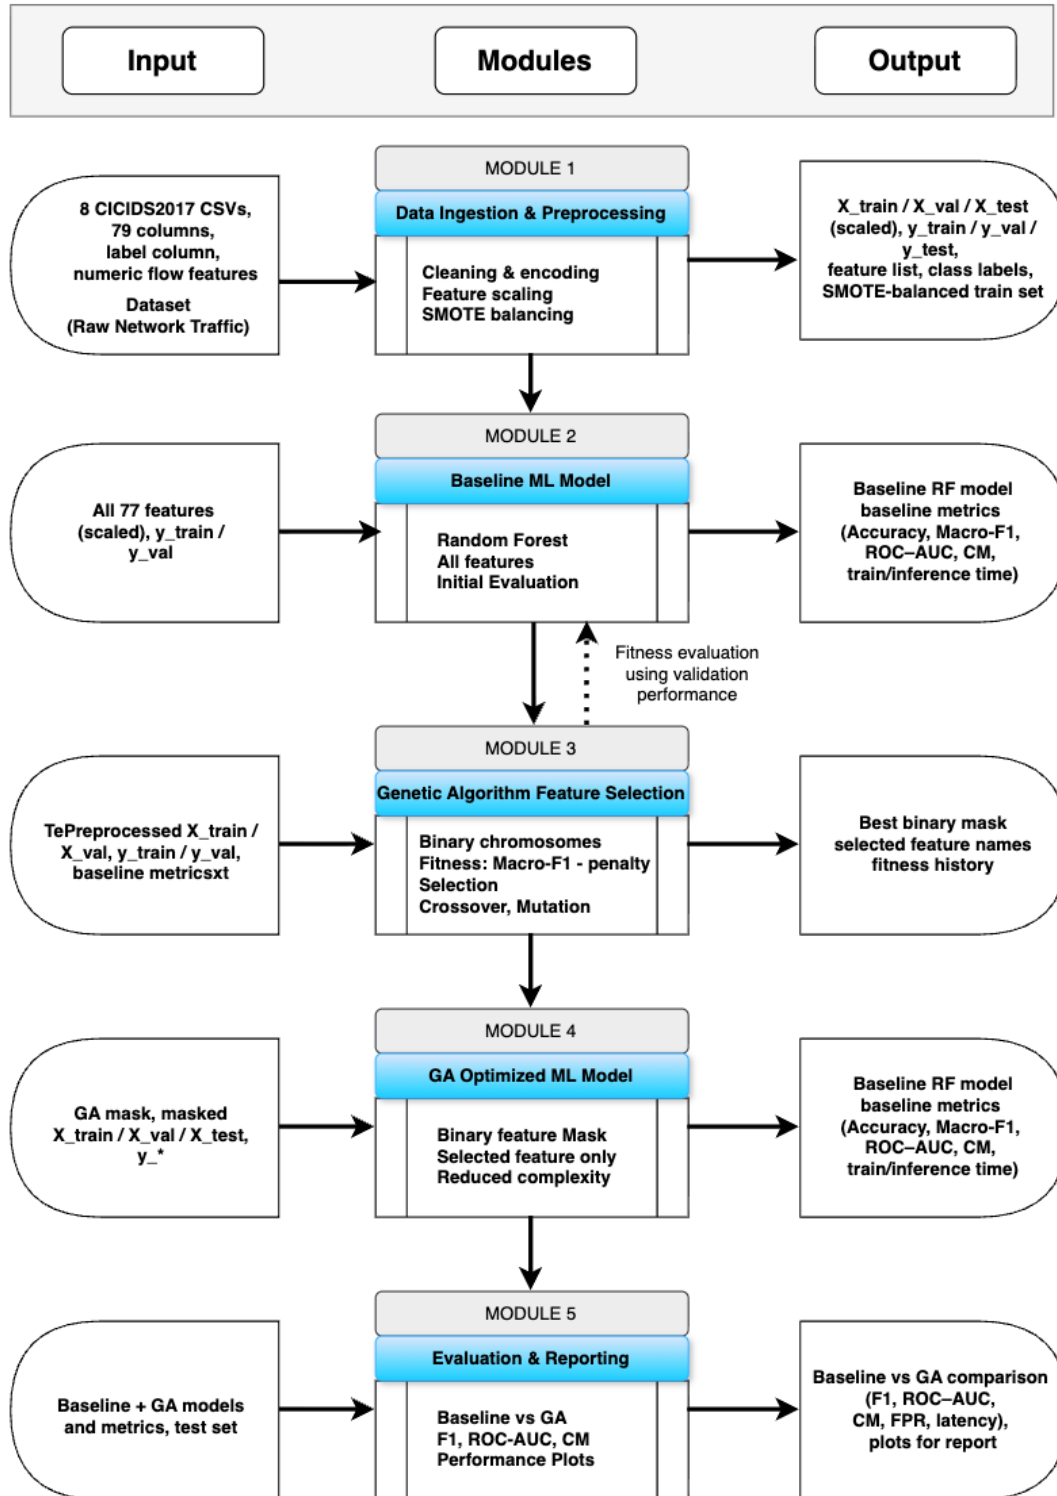 Input
Modules
Output
8 CICIDS2017 CSVs,
79 columns,
label column,
numeric flow features
Dataset
(Raw Network Traffic)
MODULE 1
Data Ingestion & Preprocessing
Cleaning & encoding
Feature scaling
SMOTE balancing
X_train / X_val / X_test
(scaled), y_train / y_val /
y_test,
feature list, class labels,
SMOTE-balanced train set
All 77 features
(scaled), y_train /
y_val
MODULE 2
Baseline ML Model
Random Forest
All features
Initial Evaluation
Baseline RF model
baseline metrics
(Accuracy, Macro-F1,
ROC–AUC, CM,
train/inference time)
Fitness evaluation
using validation
performance
TePreprocessed X_train /
X_val, y_train / y_val,
baseline metricsxt
MODULE 3
Genetic Algorithm Feature Selection
Binary chromosomes
Fitness: Macro-F1 - penalty
Selection
Crossover, Mutation
Best binary mask
selected feature names
fitness history
GA mask, masked
X_train / X_val / X_test,
y_*
MODULE 4
GA Optimized ML Model
Binary feature Mask
Selected feature only
Reduced complexity
Baseline RF model
baseline metrics
(Accuracy, Macro-F1,
ROC–AUC, CM,
train/inference time)
Baseline + GA models
and metrics, test set
MODULE 5
Evaluation & Reporting
Baseline vs GA
F1, ROC-AUC, CM
Performance Plots
Baseline vs GA comparison
(F1, ROC–AUC,
CM, FPR, latency),
plots for report